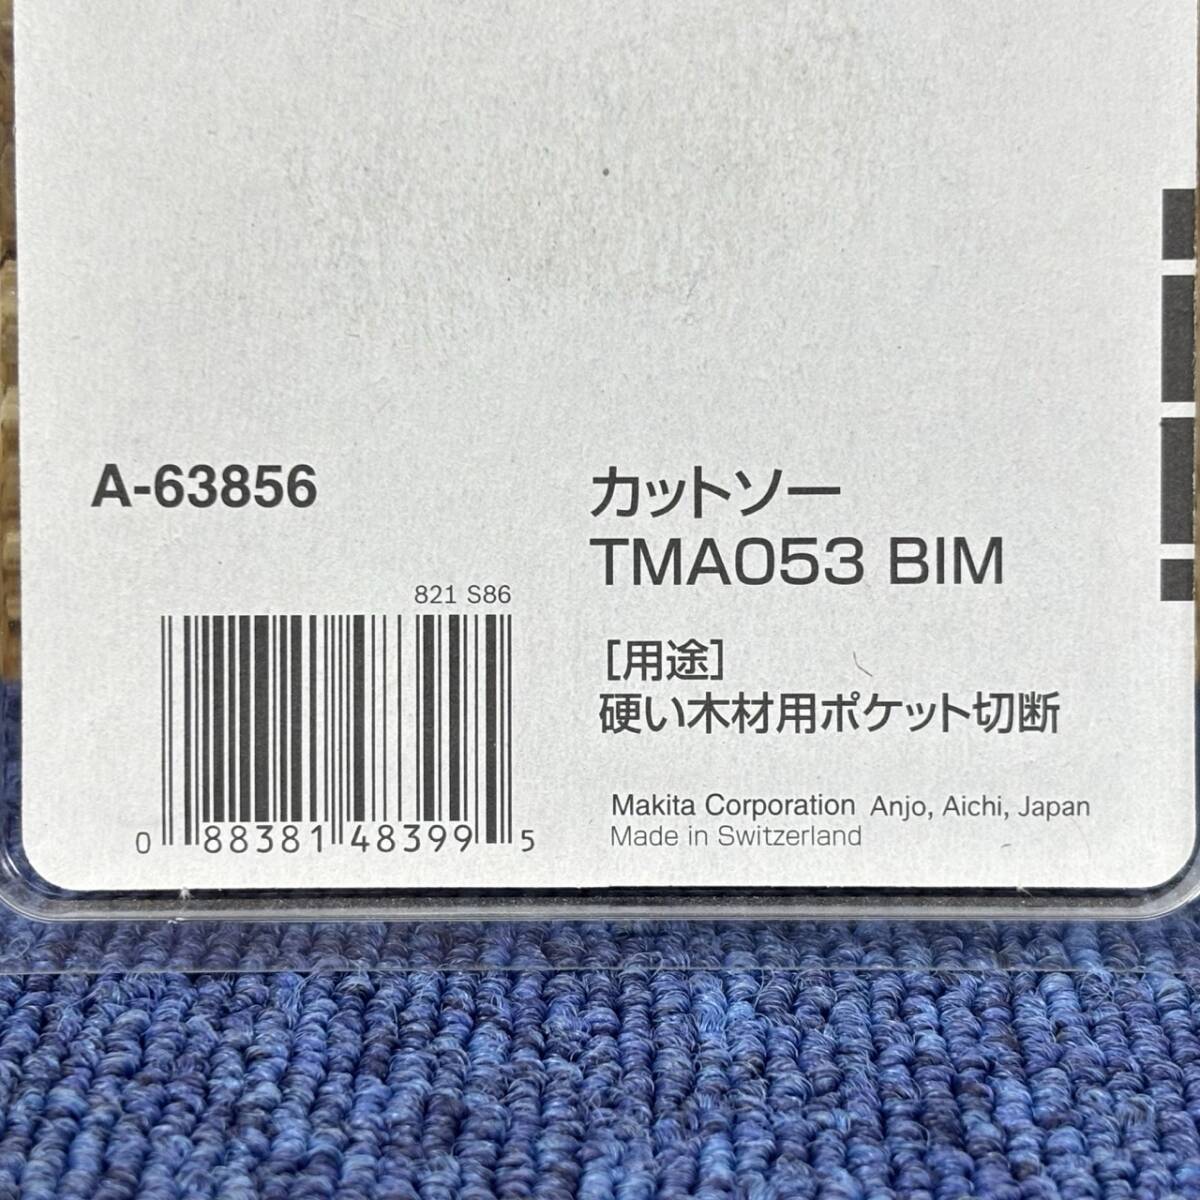 A-63856
821 S86
0 88381 48399 5
カットソー
TMA053 BIM
[用途]
硬い木材用ポケット切断
Makita Corporation Anjo, Aichi, Japan
Made in Switzerland